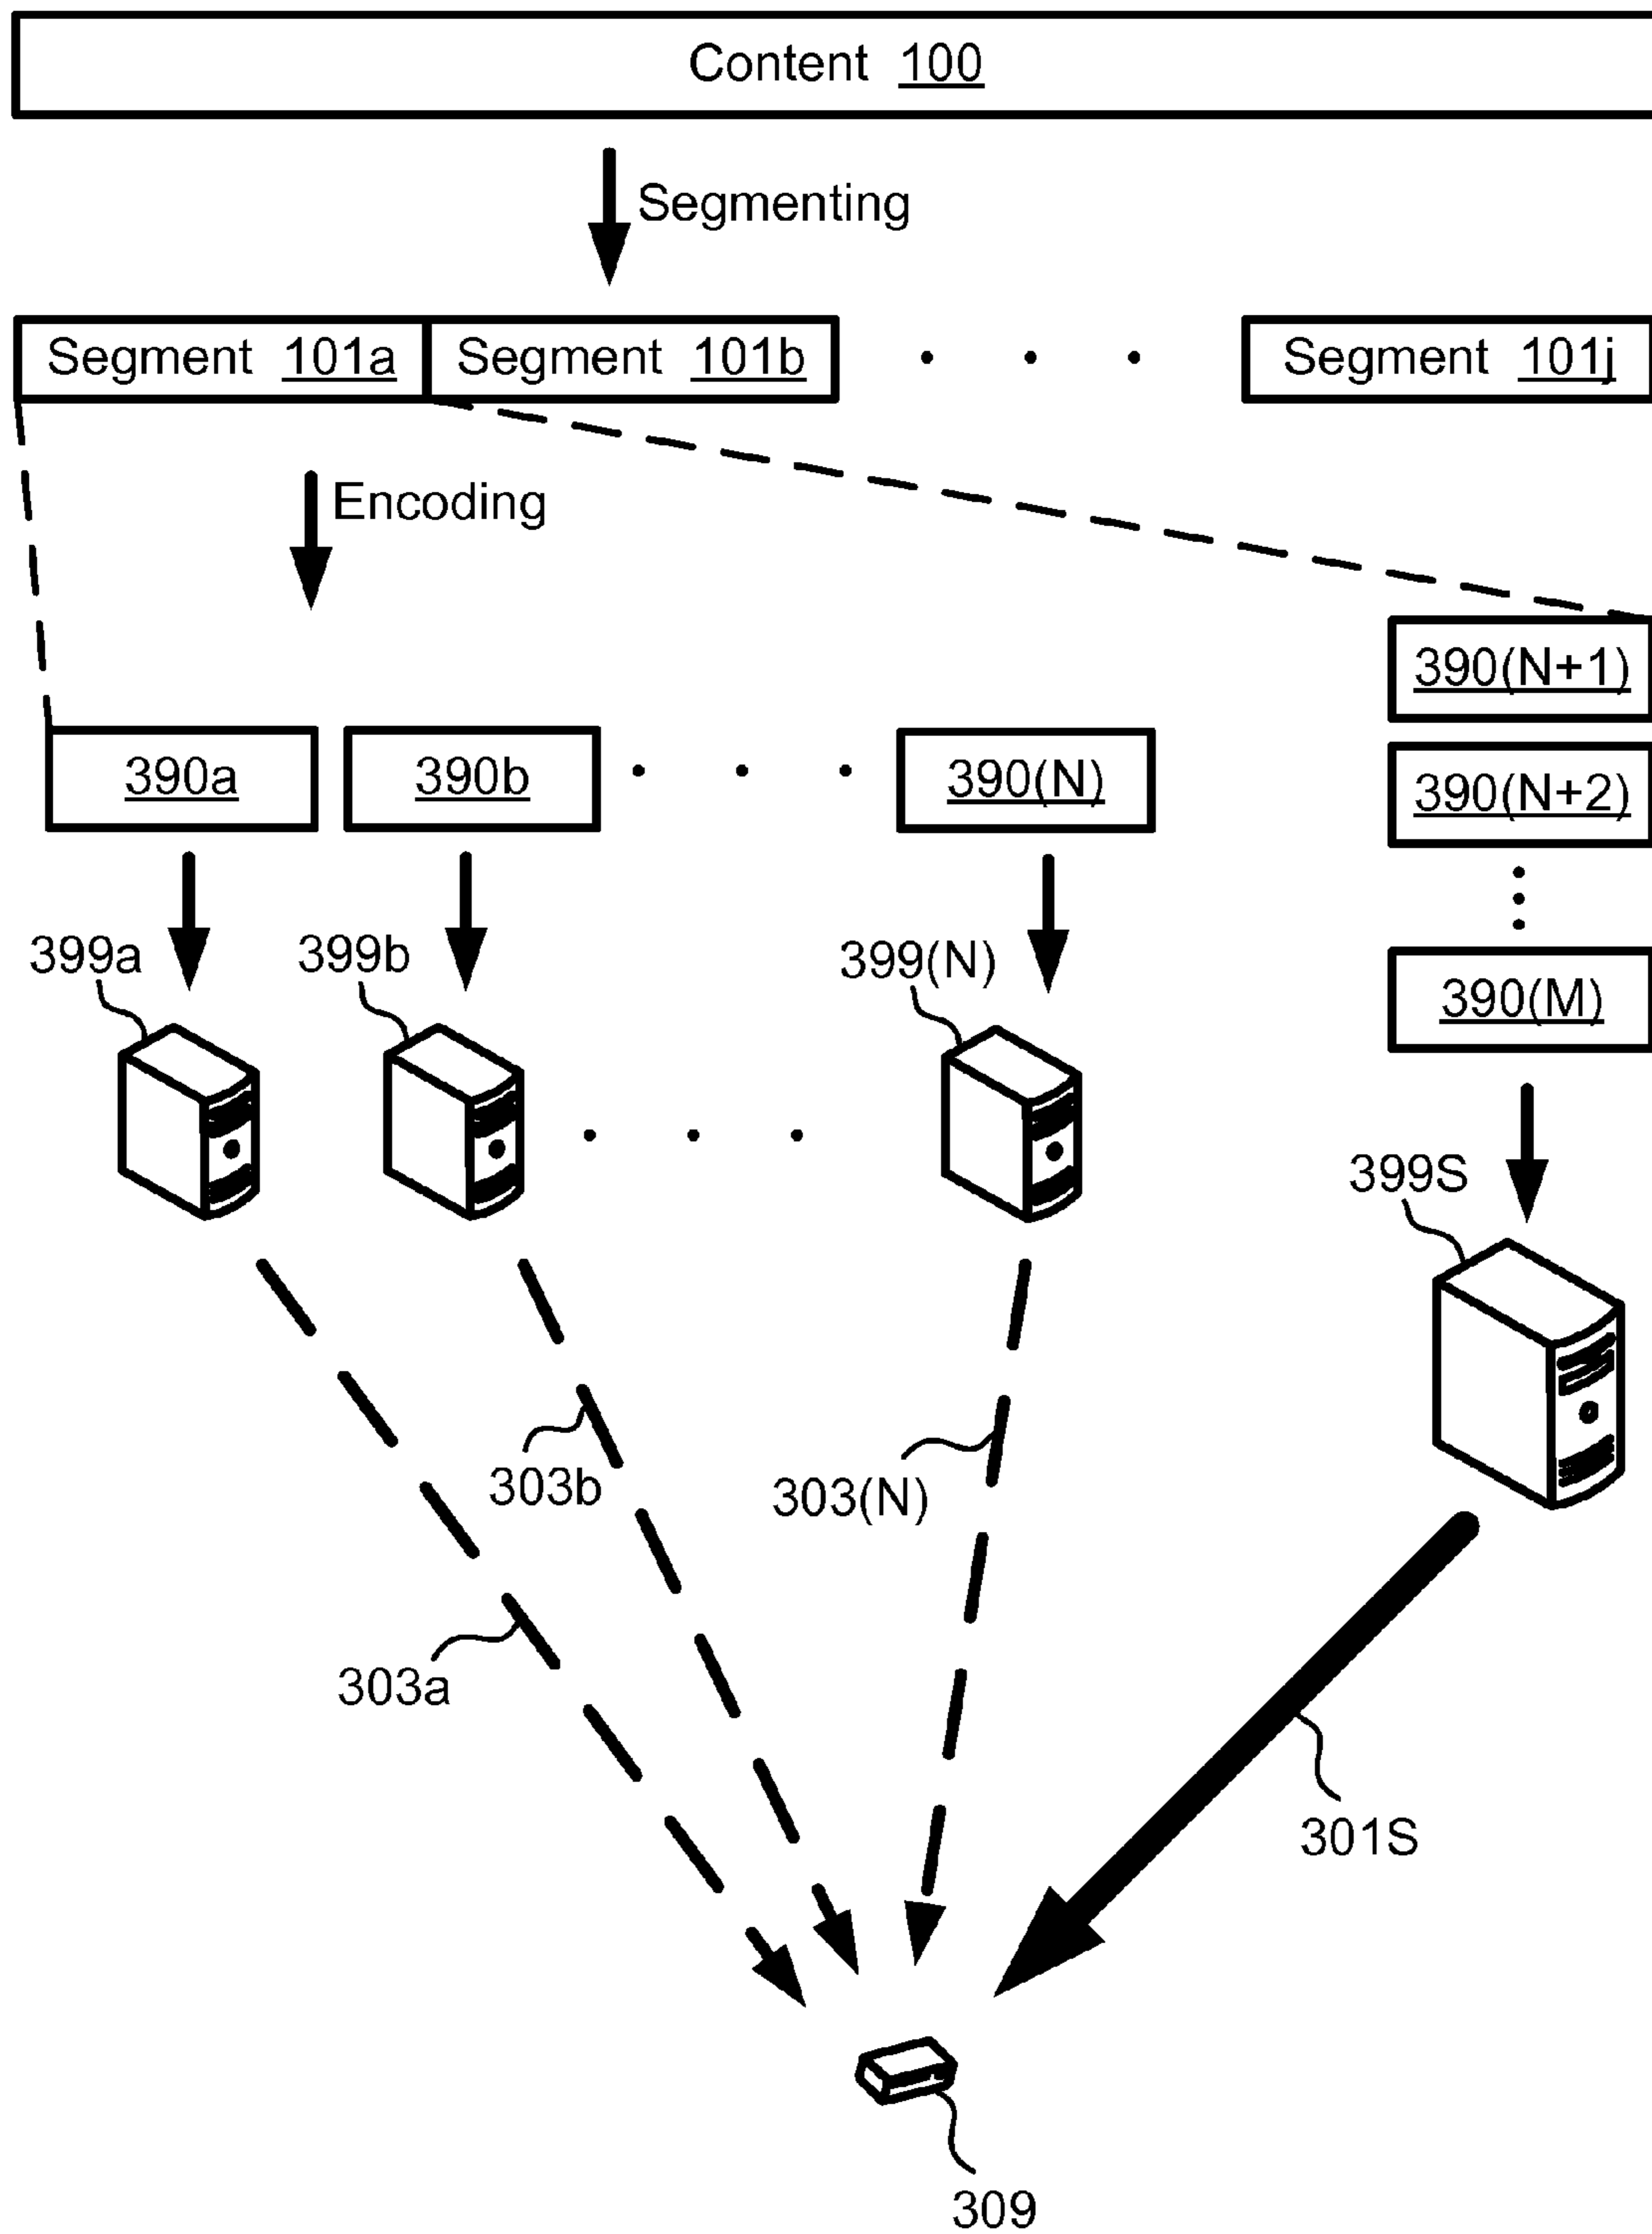 Content 100
Segmenting
Segment 101a Segment 101b Segment 101j
Encoding
390(N+1)
390a 390b 390(N) 390(N+2)
399a 399b 399(N) 390(M)
399S
303b 303(N)
303a
301S
309